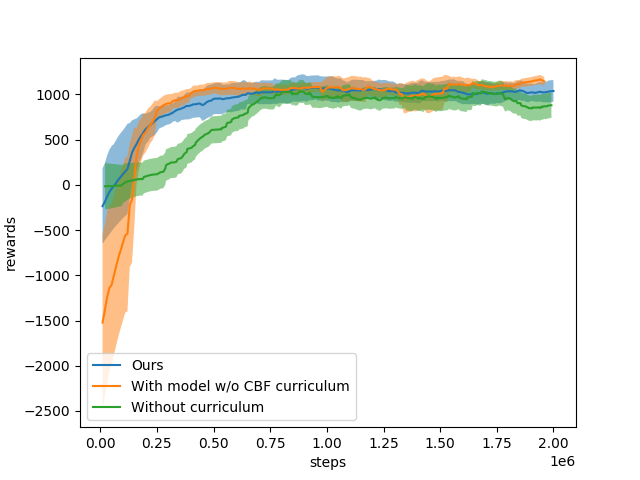 1000
500
0
−500
−1000
−1500
−2000
−2500
rewards
Ours
With model w/o CBF curriculum
Without curriculum
0.00 0.25 0.50 0.75 1.00 1.25 1.50 1.75 2.00
steps
1e6